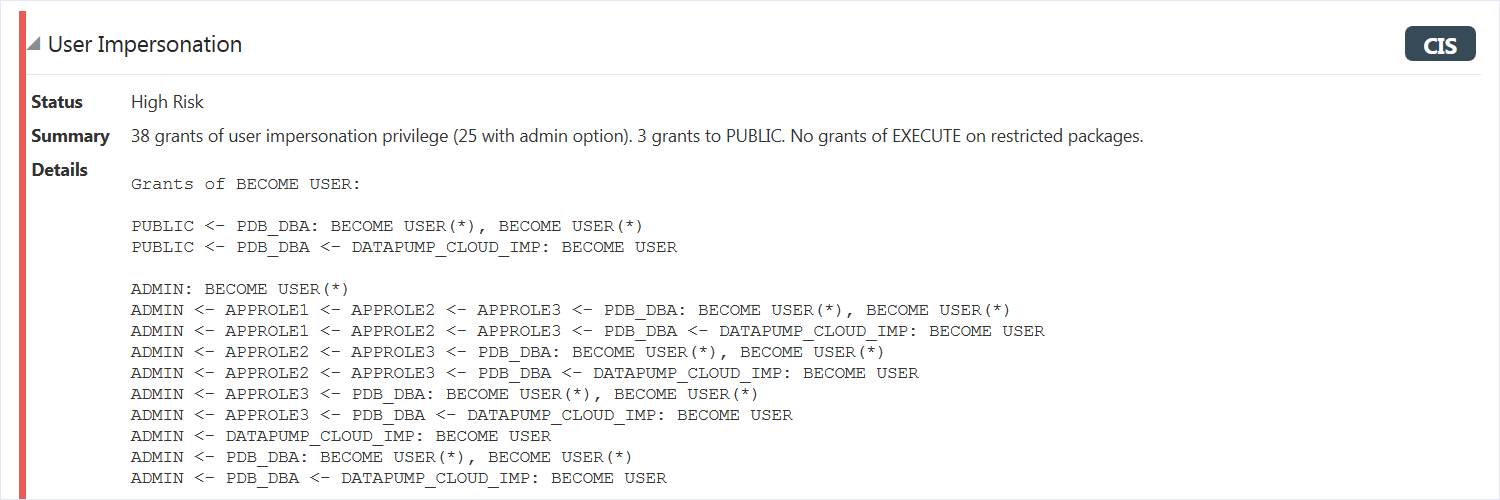 User Impersonation
CIS
Status High Risk
Summary 38 grants of user impersonation privilege (25 with admin option). 3 grants to PUBLIC. No grants of EXECUTE on restricted packages.
Details
Grants of BECOME USER:
PUBLIC <- PDB_DBA: BECOME USER(*), BECOME USER(*)
PUBLIC <- PDB_DBA <- DATAPUMP_CLOUD_IMP: BECOME USER
ADMIN: BECOME USER(*)
ADMIN <- APPROLE1 <- APPROLE2 <- APPROLE3 <- PDB_DBA: BECOME USER(*), BECOME USER(*)
ADMIN <- APPROLE1 <- APPROLE2 <- APPROLE3 <- PDB_DBA <- DATAPUMP_CLOUD_IMP: BECOME USER
ADMIN <- APPROLE2 <- APPROLE3 <- PDB_DBA: BECOME USER(*), BECOME USER(*)
ADMIN <- APPROLE2 <- APPROLE3 <- PDB_DBA <- DATAPUMP_CLOUD_IMP: BECOME USER
ADMIN <- APPROLE3 <- PDB_DBA: BECOME USER(*), BECOME USER(*)
ADMIN <- APPROLE3 <- PDB_DBA <- DATAPUMP_CLOUD_IMP: BECOME USER
ADMIN <- DATAPUMP_CLOUD_IMP: BECOME USER
ADMIN <- PDB_DBA: BECOME USER(*), BECOME USER(*)
ADMIN <- PDB_DBA <- DATAPUMP_CLOUD_IMP: BECOME USER